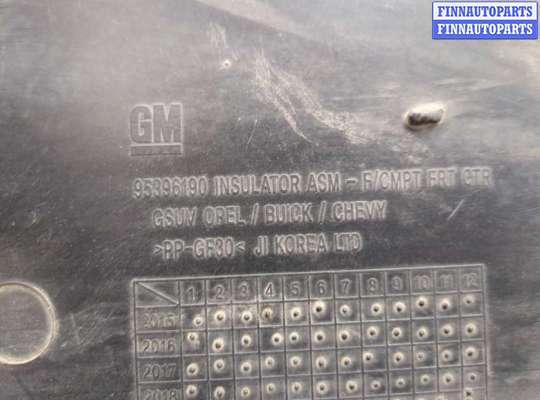 FINNAUTOPARTS
FINNAUTOPARTS
GM
95396190 INSULATOR ASM - F/CMPT FRT CTR
GSUV OPEL / BUICK / CHEVY
>PP-GF30< JI KOREA LTD
1 2 3 4 5 6 7 8 9 10 11 12
2015
2016
2017
2018